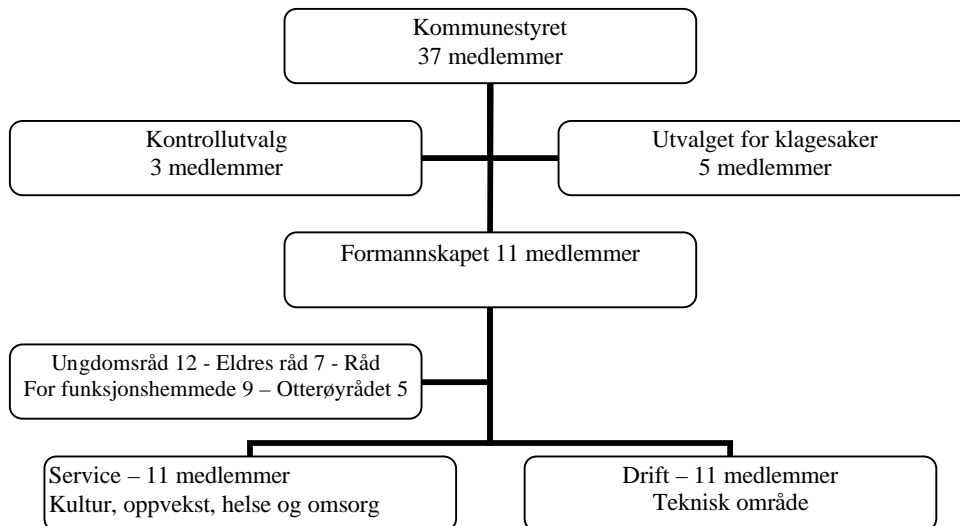 Kommunestyret
37 medlemmer
Kontrollutvalg
3 medlemmer
Utvalget for klagesaker
5 medlemmer
Formannskapet 11 medlemmer
Ungdomsråd 12 - Eldres råd 7 - Råd
For funksjonshemmede 9 – Otterøyrådet 5
Service – 11 medlemmer
Kultur, oppvekst, helse og omsorg
Drift – 11 medlemmer
Teknisk område